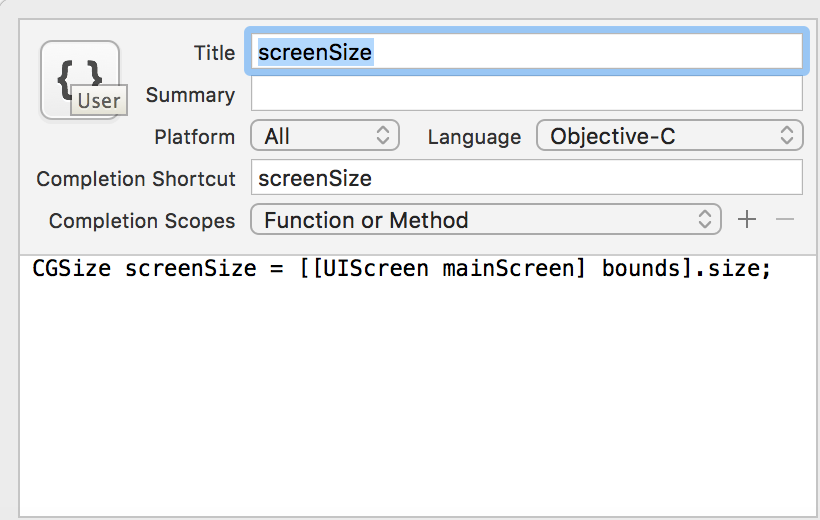 Title screenSize
{ }
User
Summary
Platform All Language Objective-C
Completion Shortcut screenSize
Completion Scopes Function or Method + −
CGSize screenSize = [[UIScreen mainScreen] bounds].size;